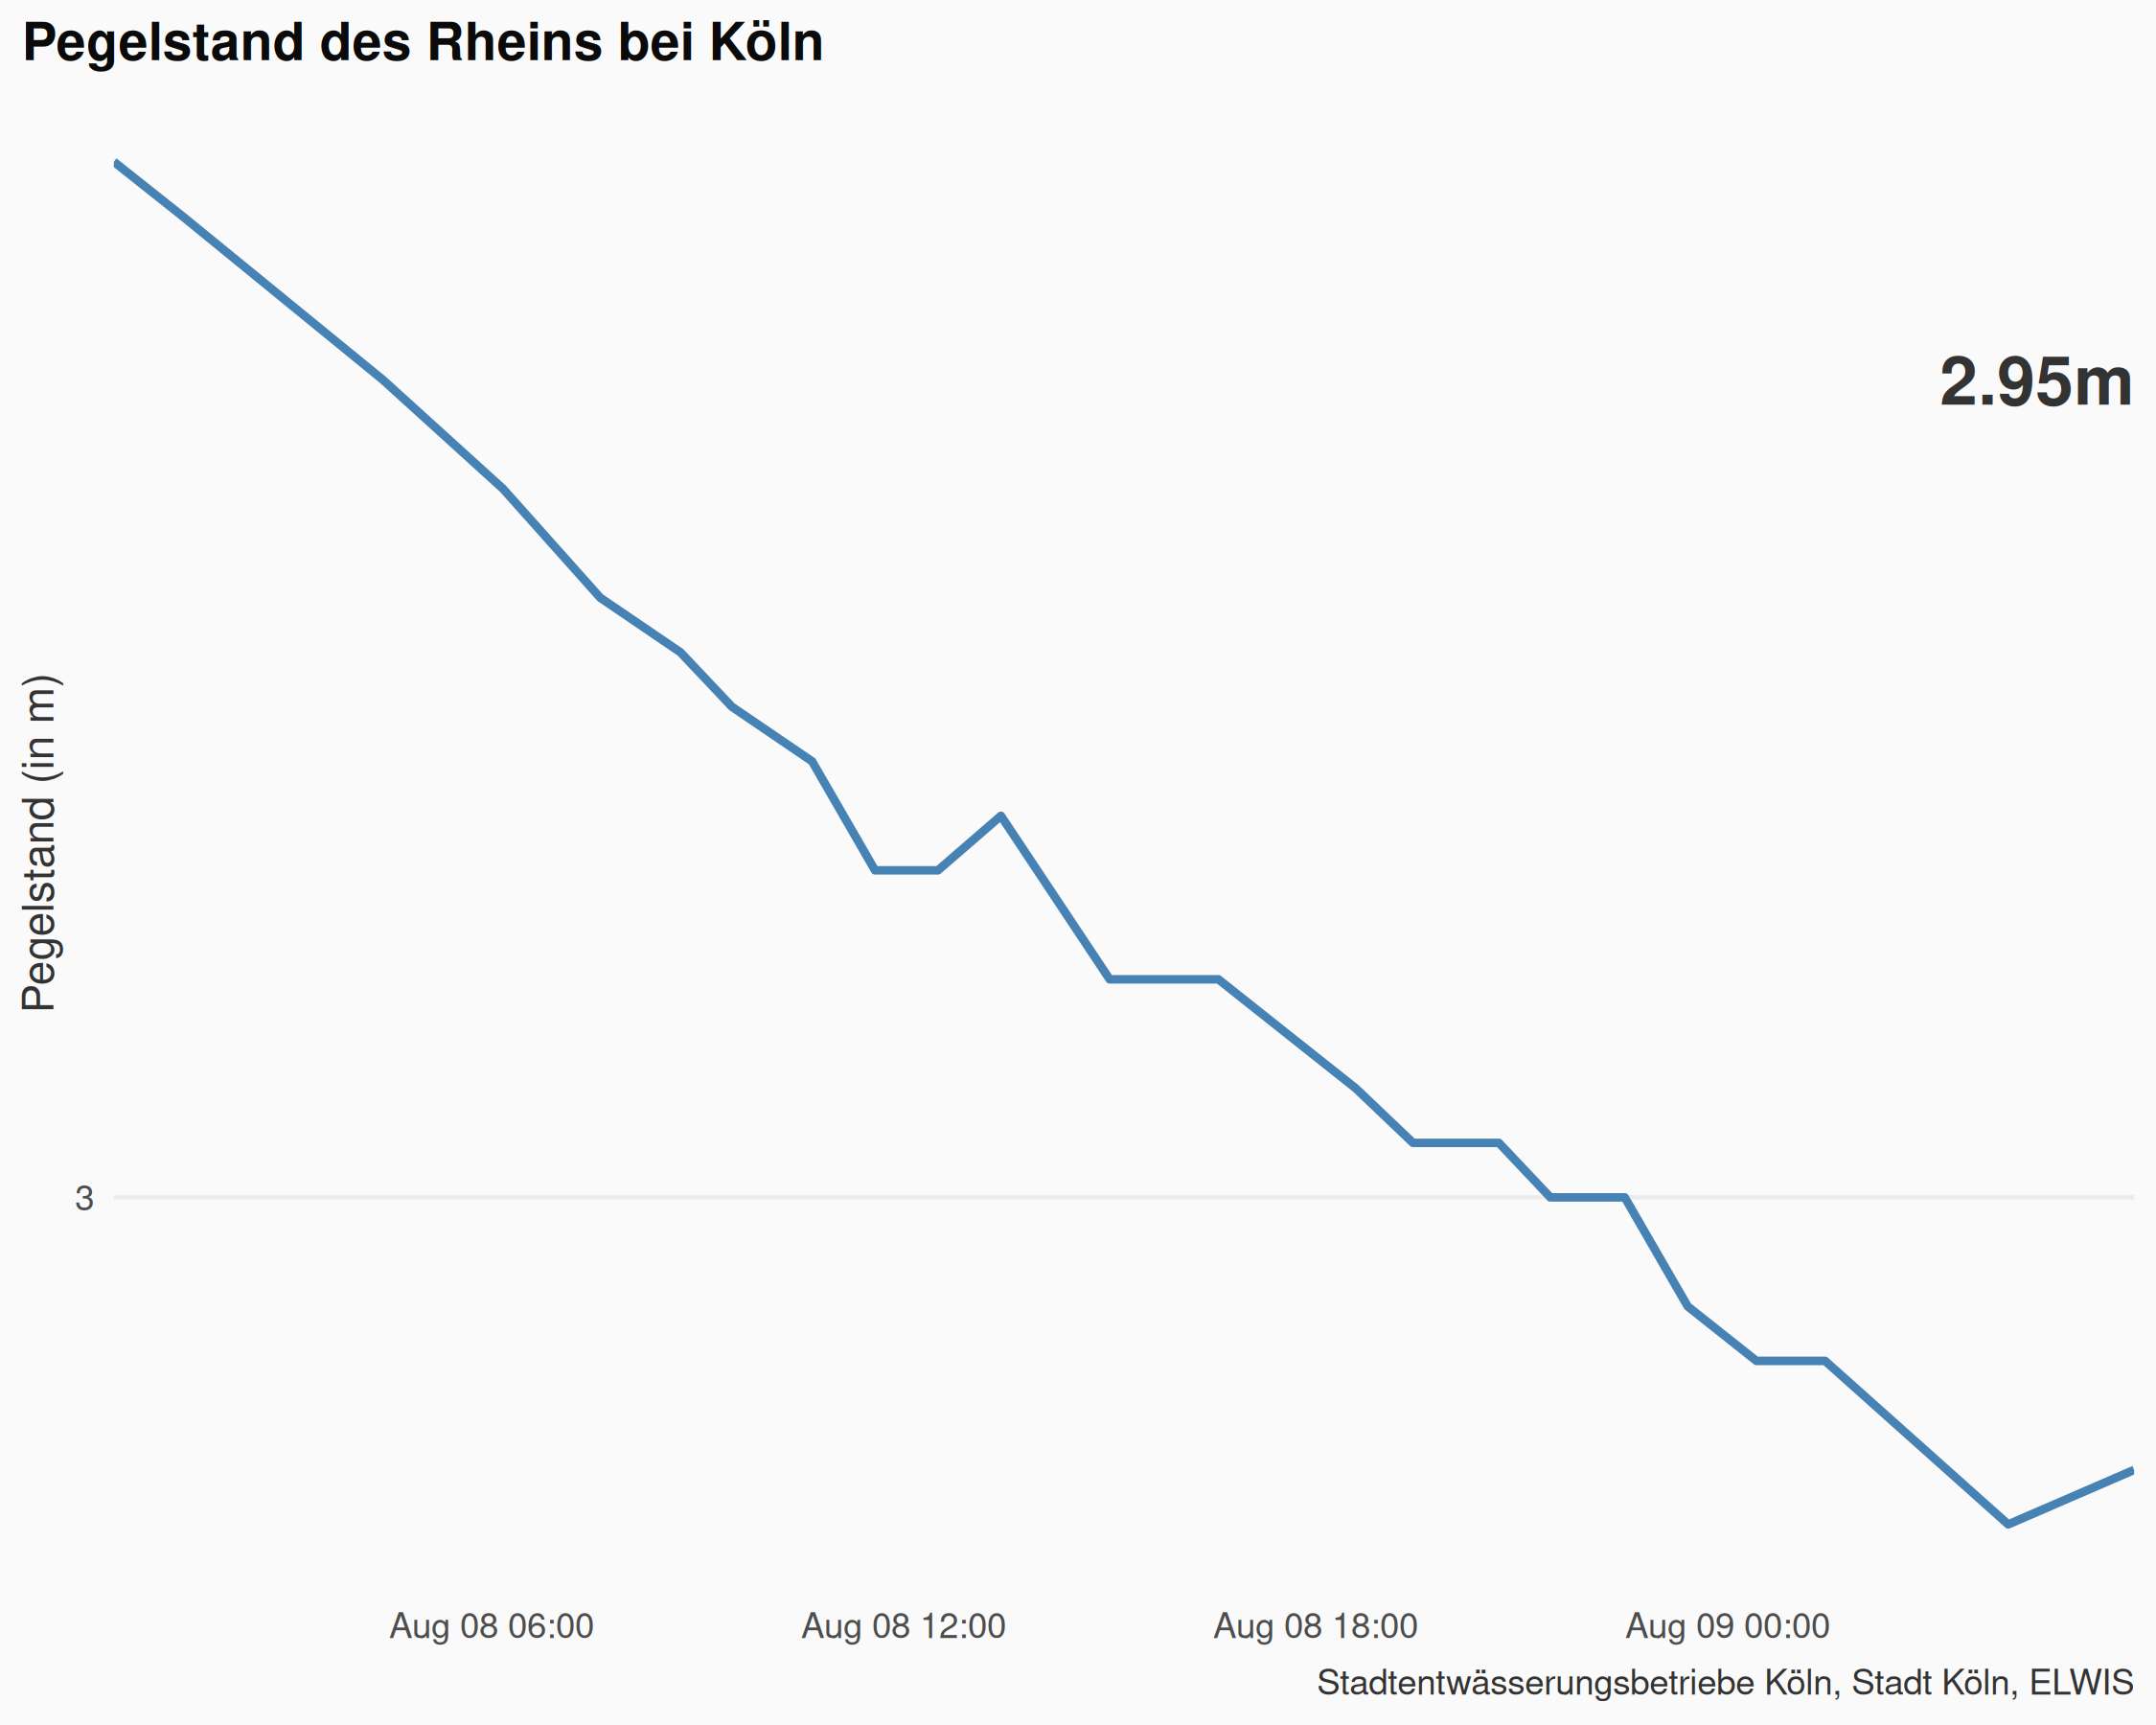 Pegelstand des Rheins bei Köln
2.95m
Pegelstand (in m)
3
Aug 08 06:00
Aug 08 12:00
Aug 08 18:00
Aug 09 00:00
Stadtentwässerungsbetriebe Köln, Stadt Köln, ELWIS